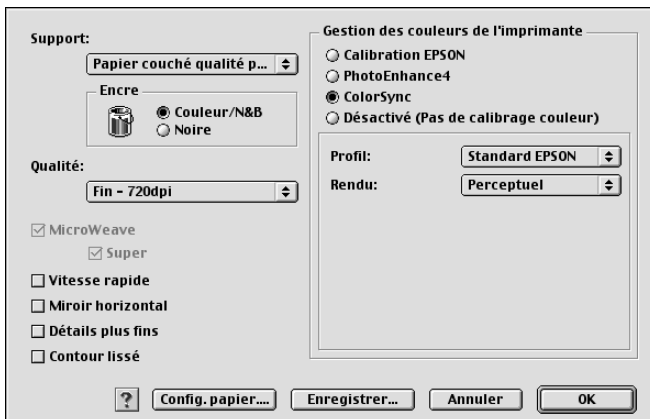 Support:
Papier couché qualité p...
Encre
Couleur/N&B
Noire
Qualité:
Fin - 720dpi
MicroWeave
Super
Vitesse rapide
Miroir horizontal
Détails plus fins
Contour lissé
Gestion des couleurs de l'imprimante
Calibration EPSON
PhotoEnhance4
ColorSync
Désactivé (Pas de calibrage couleur)
Profil: Standard EPSON
Rendu: Perceptuel
? Config. papier.... Enregistrer... Annuler OK